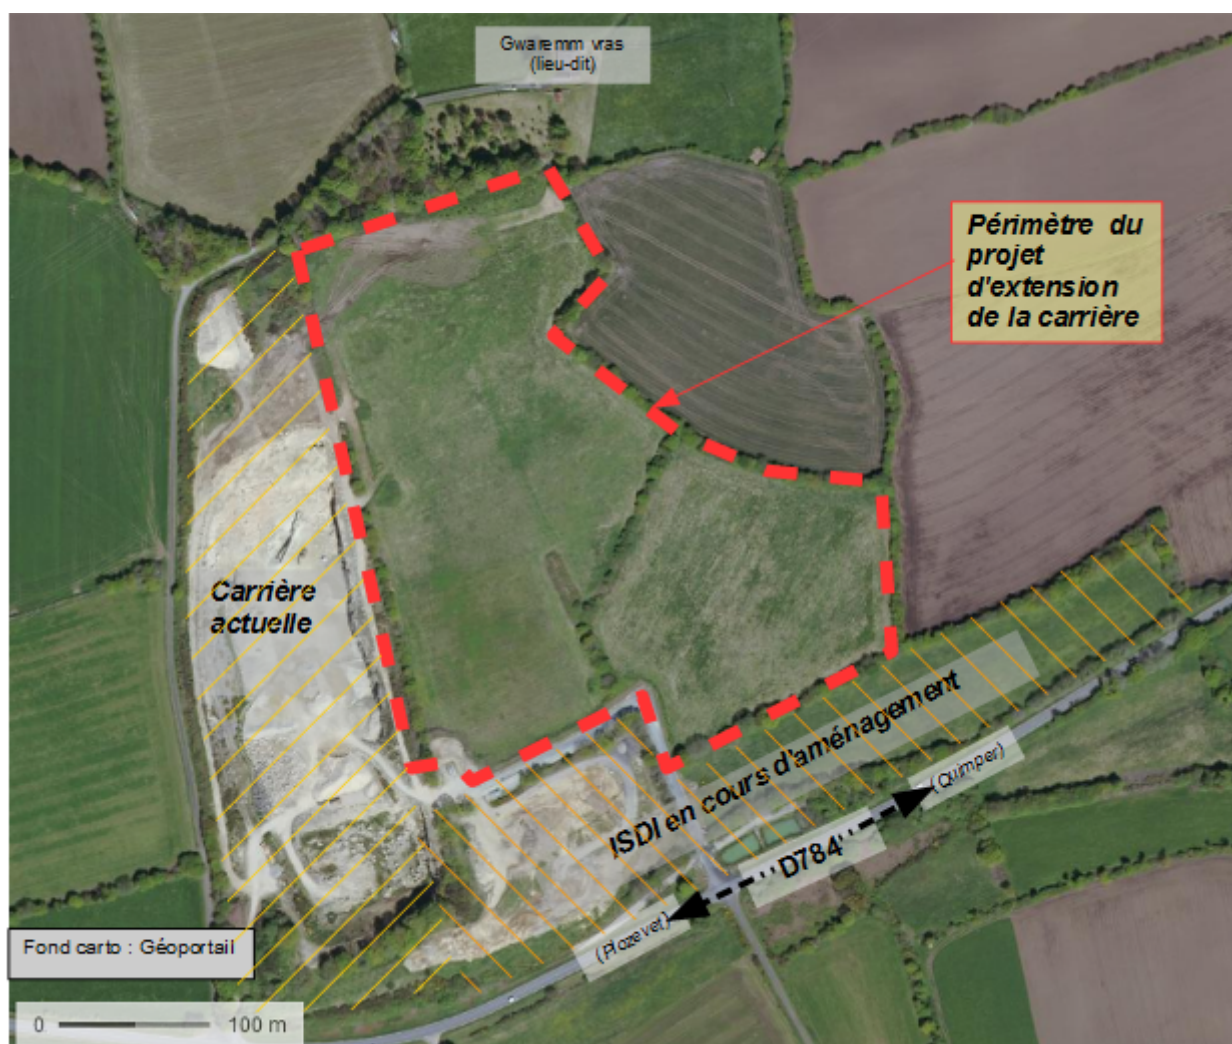 Gwaremm vras
(lieu-dit)
Périmètre du
projet
d'extension
de la carrière
Carrière
actuelle
ISDI en cours d'aménagement
(Quimper)
D784
(Plozevet)
Fond carto : Géoportail
0 100 m